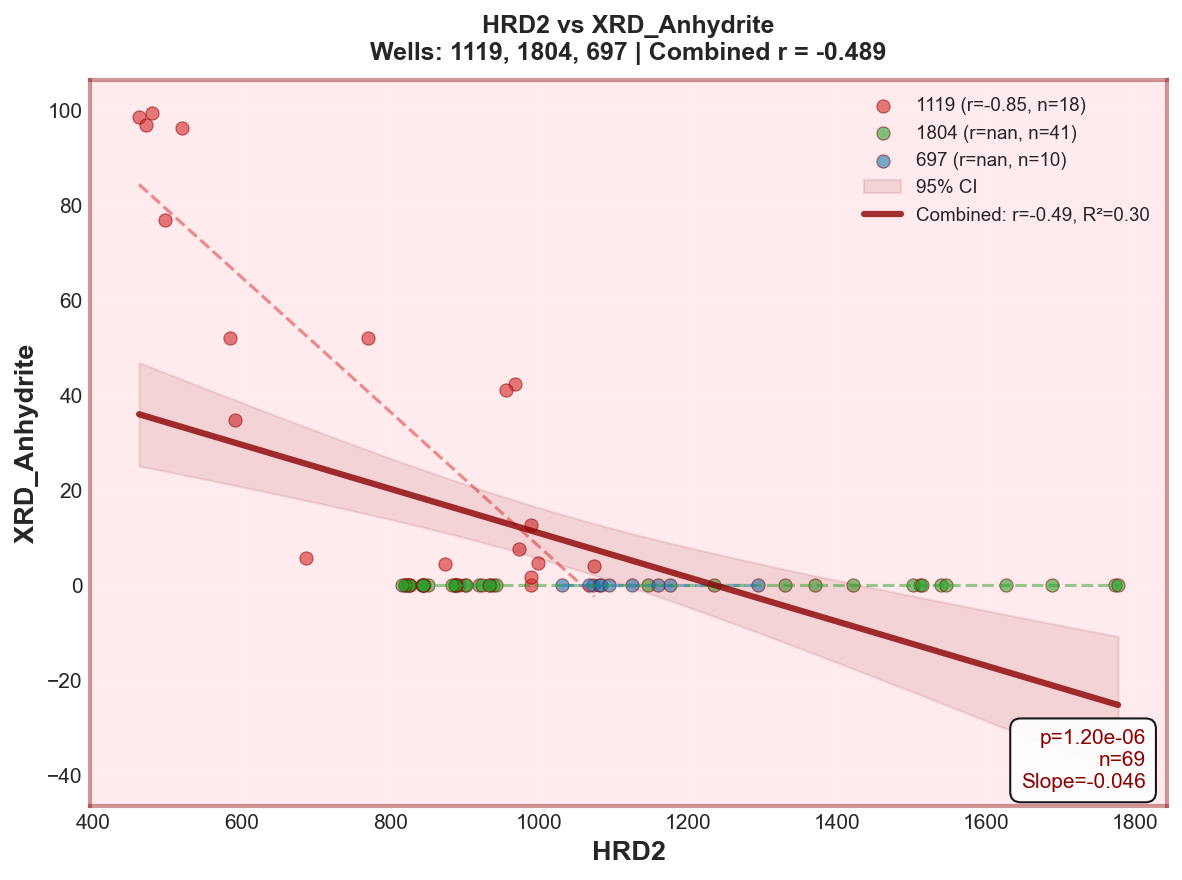 HRD2 vs XRD_Anhydrite
Wells: 1119, 1804, 697 | Combined r = -0.489
1119 (r=-0.85, n=18)
1804 (r=nan, n=41)
697 (r=nan, n=10)
95% CI
Combined: r=-0.49, R²=0.30
XRD_Anhydrite
100
80
60
40
20
0
−20
−40
p=1.20e-06
n=69
Slope=-0.046
400
600
800
1000
1200
1400
1600
1800
HRD2